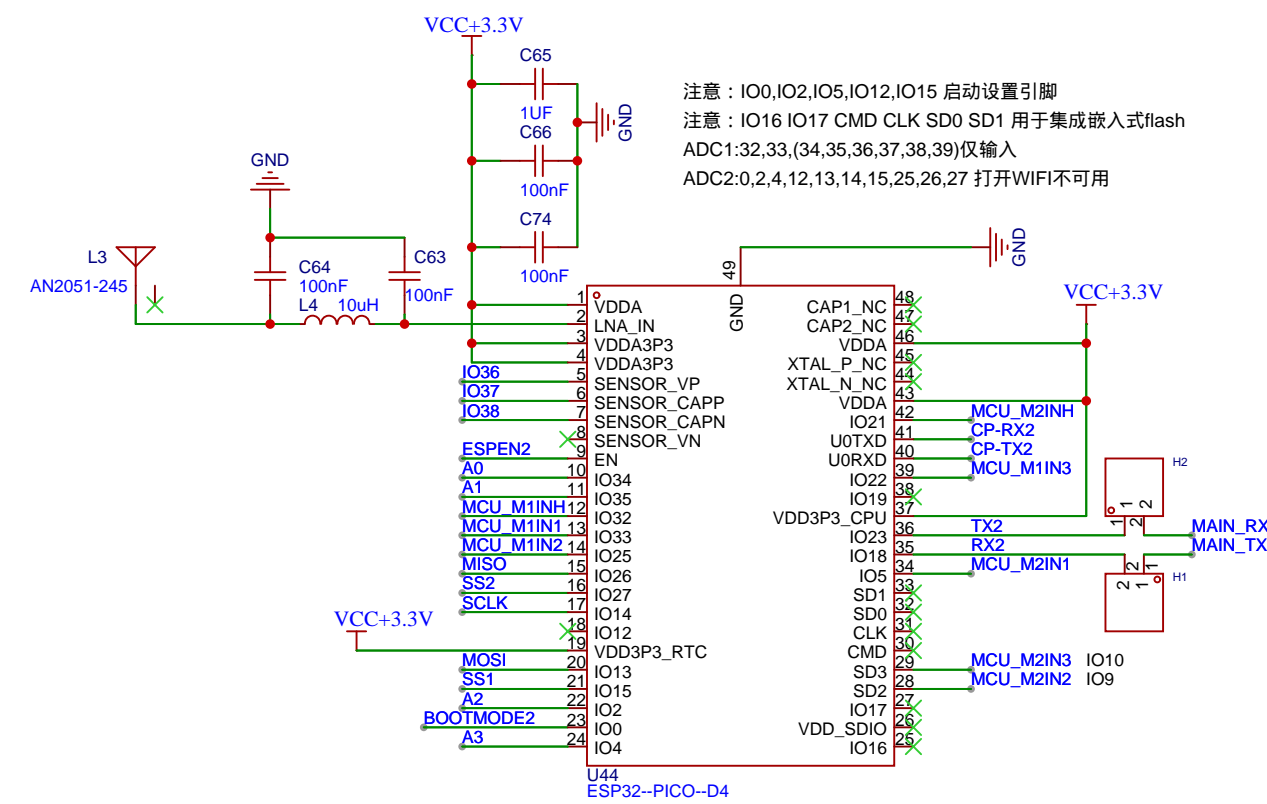 VCC+3.3V
C65
1UF
GND
C66
100nF
C74
100nF
注意：IO0,IO2,IO5,IO12,IO15 启动设置引脚
注意：IO16 IO17 CMD CLK SD0 SD1 用于集成嵌入式flash
ADC1:32,33,(34,35,36,37,38,39)仅输入
ADC2:0,2,4,12,13,14,15,25,26,27 打开WIFI不可用
GND
L3
AN2051-245
C64
100nF
C63
100nF
L4 10uH
49
GND
GND
VCC+3.3V
1 VDDA
2 LNA_IN
3 VDDA3P3
4 VDDA3P3
IO36 5 SENSOR_VP
IO37 6 SENSOR_CAPP
IO38 7 SENSOR_CAPN
8 SENSOR_VN
ESPEN2 9 EN
A0 10 IO34
A1 11 IO35
MCU_M1INH 12 IO32
MCU_M1IN1 13 IO33
MCU_M1IN2 14 IO25
MISO 15 IO26
SS2 16 IO27
SCLK 17 IO14
18 IO12
VCC+3.3V
19 VDD3P3_RTC
MOSI 20 IO13
SS1 21 IO15
A2 22 IO2
BOOTMODE2 23 IO0
A3 24 IO4
CAP1_NC 48
CAP2_NC 47
VDDA 46
XTAL_P_NC 45
XTAL_N_NC 44
VDDA 43
IO21 42 MCU_M2INH
U0TXD 41 CP-RX2
U0RXD 40 CP-TX2
IO22 39 MCU_M1IN3
IO19 38
VDD3P3_CPU 37
IO23 36 TX2
IO18 35 RX2
IO5 34 MCU_M2IN1
SD1 33
SD0 32
CLK 31
CMD 30
SD3 29 MCU_M2IN3 IO10
SD2 28 MCU_M2IN2 IO9
IO17 27
VDD_SDIO 26
IO16 25
H2
1 2
1 2
MAIN_RX
MAIN_TX
2 1
2 1
H1
U44
ESP32--PICO--D4